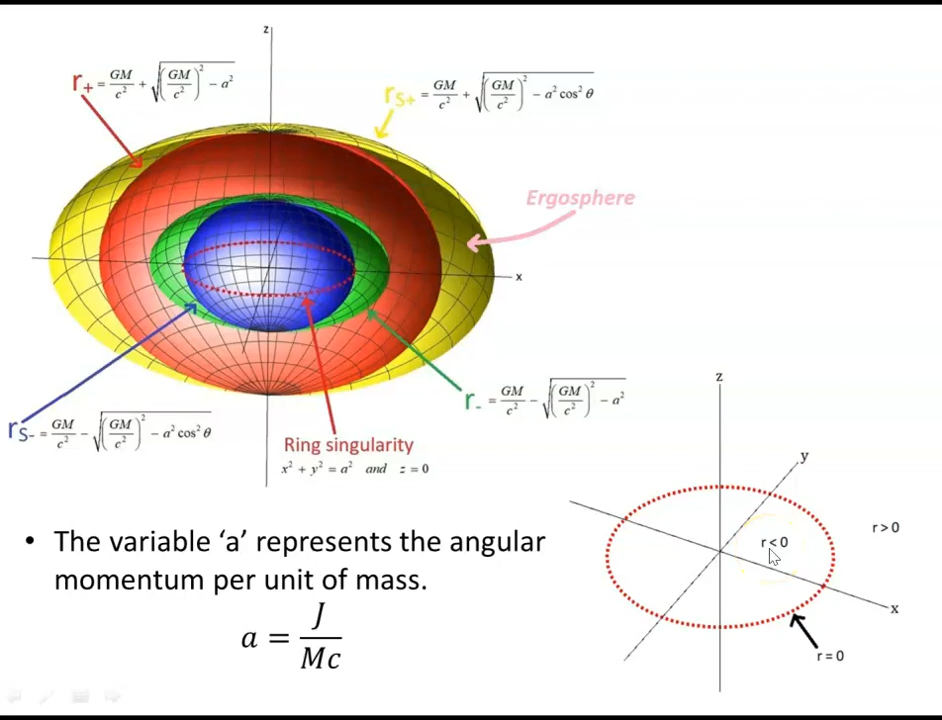 z
r₊ = GM/c² + √((GM/c²)² − a²)
r_S₊ = GM/c² + √((GM/c²)² − a² cos² θ)
Ergosphere
x
r₋ = GM/c² − √((GM/c²)² − a²)
r_S₋ = GM/c² − √((GM/c²)² − a² cos² θ)
Ring singularity
x² + y² = a² and z = 0
z
y
r > 0
r < 0
x
r = 0
• The variable ‘a’ represents the angular
momentum per unit of mass.
a = J/Mc